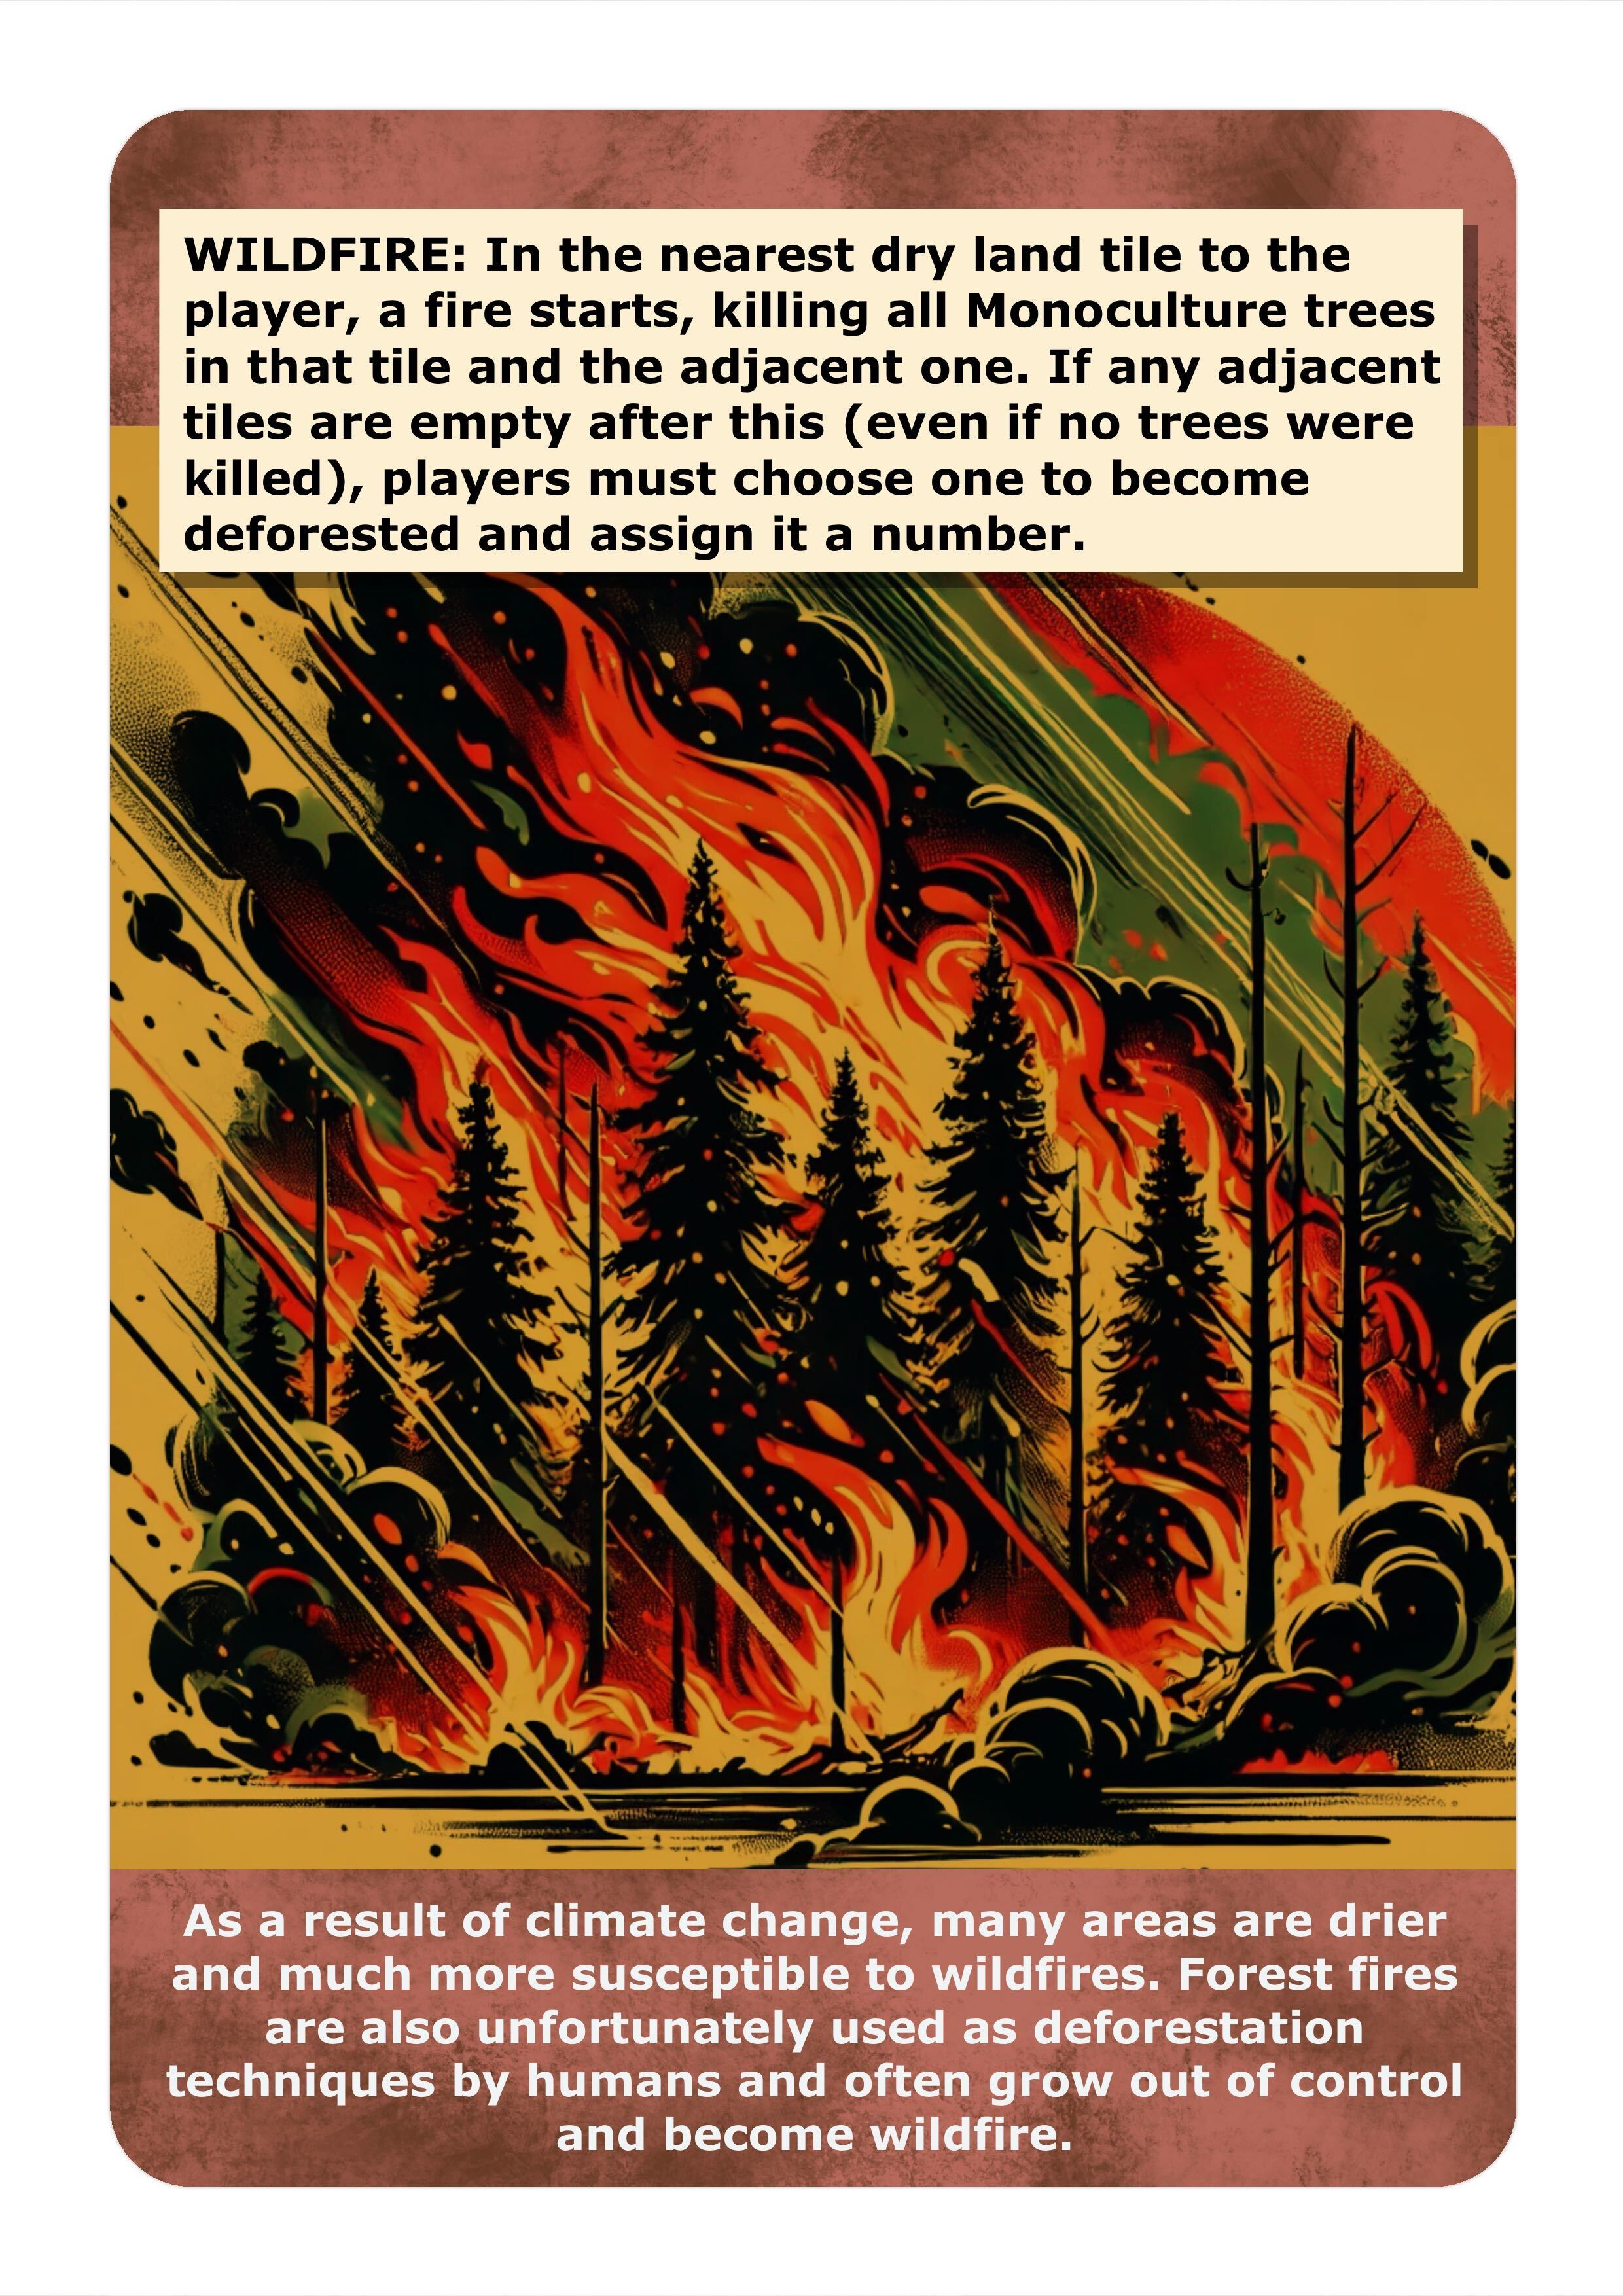 WILDFIRE: In the nearest dry land tile to the
player, a fire starts, killing all Monoculture trees
in that tile and the adjacent one. If any adjacent
tiles are empty after this (even if no trees were
killed), players must choose one to become
deforested and assign it a number.
As a result of climate change, many areas are drier
and much more susceptible to wildfires. Forest fires
are also unfortunately used as deforestation
techniques by humans and often grow out of control
and become wildfire.